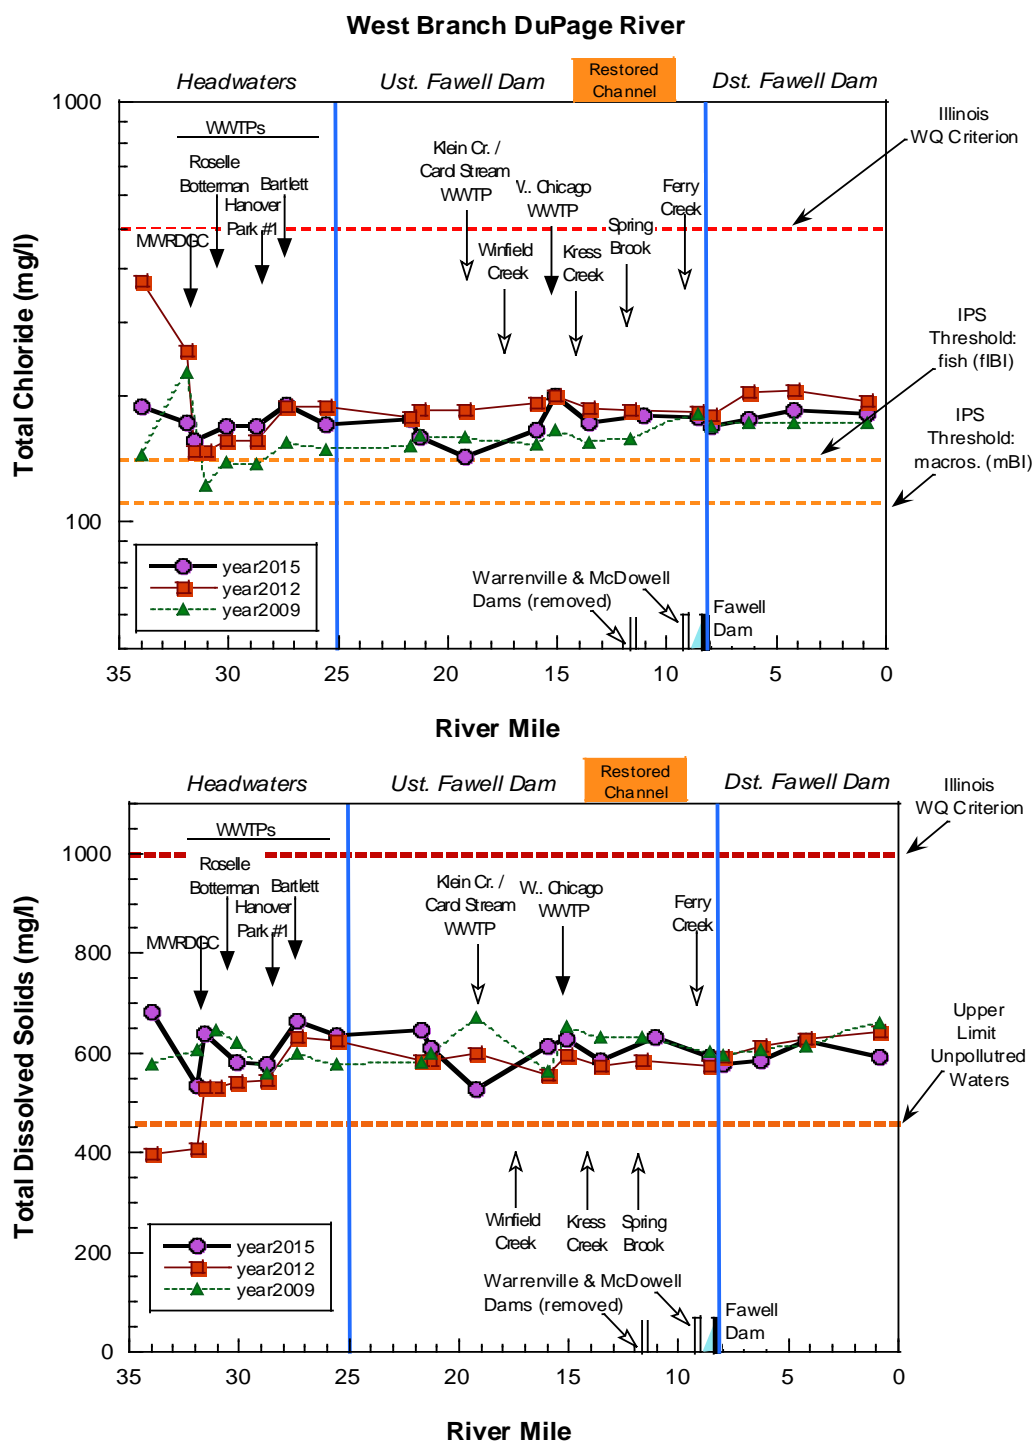 West Branch DuPage River
Headwaters
Ust. Fawell Dam
Restored
Channel
Dst. Fawell Dam
1000
WWTPs
Roselle
Botterman
Bartlett
Hanover
Park #1
MWRDGC
Klein Cr. /
Carol Stream
WWTP
W.. Chicago
WWTP
Winfield
Creek
Kress
Creek
Spring
Brook
Ferry
Creek
Illinois
WQ Criterion
IPS
Threshold:
fish (fIBI)
IPS
Threshold:
macros. (mBI)
Total Chloride (mg/l)
100
year2015
year2012
year2009
Warrenville & McDowell
Dams (removed)
Fawell
Dam
35 30 25 20 15 10 5 0
River Mile
Headwaters
Ust. Fawell Dam
Restored
Channel
Dst. Fawell Dam
Illinois
WQ Criterion
WWTPs
Roselle
Botterman
Bartlett
Hanover
Park #1
MWRDGC
Klein Cr. /
Carol Stream
WWTP
W.. Chicago
WWTP
Ferry
Creek
Upper
Limit
Unpollutred
Waters
Total Dissolved Solids (mg/l)
1000
800
600
400
200
0
Winfield
Creek
Kress
Creek
Spring
Brook
year2015
year2012
year2009
Warrenville & McDowell
Dams (removed)
Fawell
Dam
35 30 25 20 15 10 5 0
River Mile